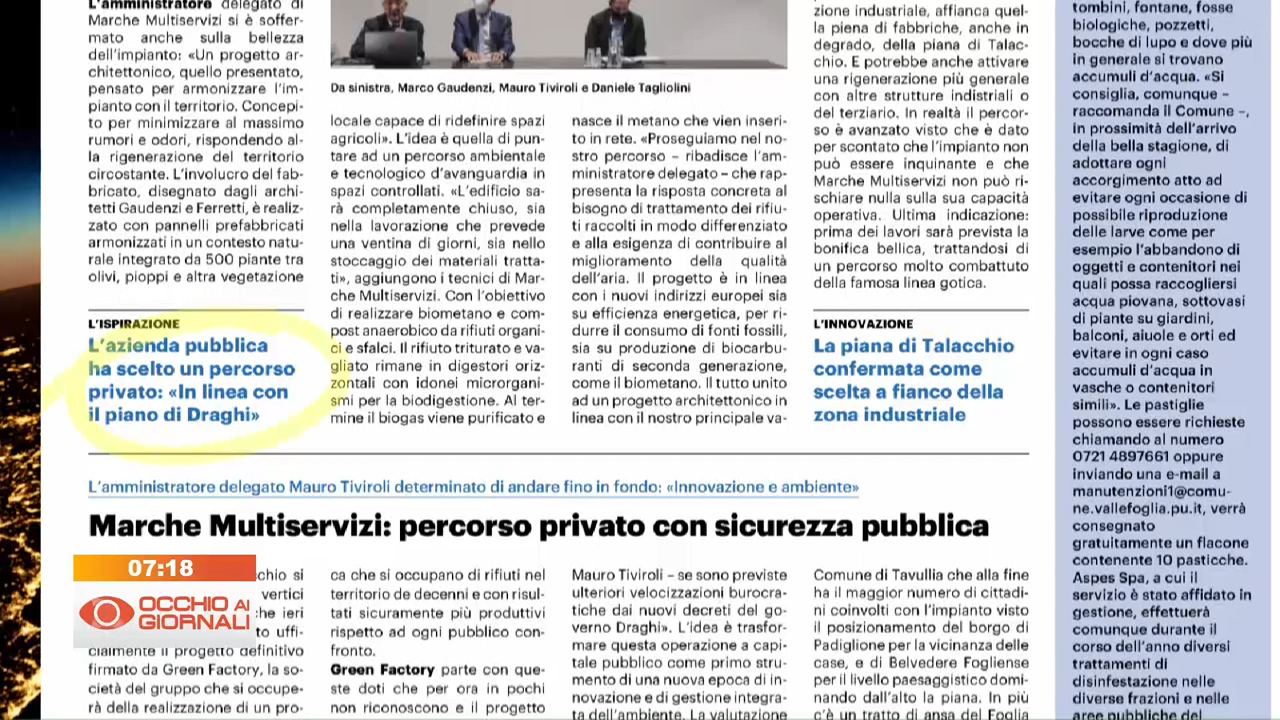 L'amministratore delegato di
Marche Multiservizi si è soffer-
mato anche sulla bellezza
dell'impianto: «Un progetto ar-
chitettonico, quello presentato,
pensato per armonizzare l'im-
pianto con il territorio. Concepi-
to per minimizzare al massimo
rumori e odori, rispondendo al-
la rigenerazione del territorio
circostante. L'involucro del fab-
bricato, disegnato dagli archi-
tetti Gaudenzi e Ferretti, è realiz-
zato con pannelli prefabbricati
armonizzati in un contesto natu-
rale integrato da 500 piante tra
olivi, pioppi e altra vegetazione
L'ISPIRAZIONE
L'azienda pubblica
ha scelto un percorso
privato: «In linea con
il piano di Draghi»
Da sinistra, Marco Gaudenzi, Mauro Tiviroli e Daniele Tagliolini
locale capace di ridefinire spazi
agricoli». L'idea è quella di pun-
tare ad un percorso ambientale
e tecnologico d'avanguardia in
spazi controllati. «L'edificio sa-
rà completamente chiuso, sia
nella lavorazione che prevede
una ventina di giorni, sia nello
stoccaggio dei materiali tratta-
ti», aggiungono i tecnici di Mar-
che Multiservizi. Con l'obiettivo
di realizzare biometano e com-
post anaerobico da rifiuti organi-
ci e sfalci. Il rifiuto triturato e va-
gliato rimane in digestori oriz-
zontali con idonei microrgani-
smi per la biodigestione. Al ter-
mine il biogas viene purificato e
nasce il metano che vien inseri-
to in rete. «Proseguiamo nel no-
stro percorso – ribadisce l'am-
ministratore delegato – che rap-
presenta la risposta concreta al
bisogno di trattamento dei rifiu-
ti raccolti in modo differenziato
e alla esigenza di contribuire al
miglioramento della qualità
dell'aria. Il progetto è in linea
con i nuovi indirizzi europei sia
su efficienza energetica, per ri-
durre il consumo di fonti fossili,
sia su produzione di biocarbu-
ranti di seconda generazione,
come il biometano. Il tutto unito
ad un progetto architettonico in
linea con il nostro principale va-
zione industriale, affianca quel-
la piena di fabbriche, anche in
degrado, della piana di Talac-
chio. E potrebbe anche attivare
una rigenerazione più generale
con altre strutture indistriali o
del terziario. In realtà il percor-
so è avanzato visto che è dato
per scontato che l'impianto non
può essere inquinante e che
Marche Multiservizi non può ri-
schiare nulla sulla sua capacità
operativa. Ultima indicazione:
prima dei lavori sarà prevista la
bonifica bellica, trattandosi di
un percorso molto combattuto
della famosa linea gotica.
L'INNOVAZIONE
La piana di Talacchio
confermata come
scelta a fianco della
zona industriale
tombini, fontane, fosse
biologiche, pozzetti,
bocche di lupo e dove più
in generale si trovano
accumuli d'acqua. «Si
consiglia, comunque –
raccomanda il Comune –,
in prossimità dell'arrivo
della bella stagione, di
adottare ogni
accorgimento atto ad
evitare ogni occasione di
possibile riproduzione
delle larve come per
esempio l'abbandono di
oggetti e contenitori nei
quali possa raccogliersi
acqua piovana, sottovasi
di piante su giardini,
balconi, aiuole e orti ed
evitare in ogni caso
accumuli d'acqua in
vasche o contenitori
simili». Le pastiglie
possono essere richieste
chiamando al numero
0721 4897661 oppure
inviando una e-mail a
manutenzioni1@comu-
ne.vallefoglia.pu.it, verrà
consegnato
gratuitamente un flacone
contenente 10 pasticche.
Aspes Spa, a cui il
servizio è stato affidato in
gestione, effettuerà
comunque durante il
corso dell'anno diversi
trattamenti di
disinfestazione nelle
diverse frazioni e nelle
aree pubbliche del
L'amministratore delegato Mauro Tiviroli determinato di andare fino in fondo: «Innovazione e ambiente»
Marche Multiservizi: percorso privato con sicurezza pubblica
07:18
OCCHIO AI
GIORNALI
chio si
vertici
che ieri
to uffi-
cialmente il progetto definitivo
firmato da Green Factory, la so-
cietà del gruppo che si occupe-
rà della realizzazione di un pro-
ca che si occupano di rifiuti nel
territorio de decenni e con risul-
tati sicuramente più produttivi
rispetto ad ogni pubblico con-
fronto.
Green Factory parte con que-
ste doti che per ora in pochi
non riconoscono e il progetto
Mauro Tiviroli – se sono previste
ulteriori velocizzazioni burocra-
tiche dai nuovi decreti del go-
verno Draghi». L'idea è trasfor-
mare questa operazione a capi-
tale pubblico come primo stru-
mento di una nuova epoca di in-
novazione e di gestione integra-
ta dell'ambiente. La valutazione
Comune di Tavullia che alla fine
ha il maggior numero di cittadi-
ni coinvolti con l'impianto visto
il posizionamento del borgo di
Padiglione per la vicinanza delle
case, e di Belvedere Fogliense
per il livello paesaggistico domi-
nando dall'alto la piana. In più
c'è un tratto di ansa del Foglia